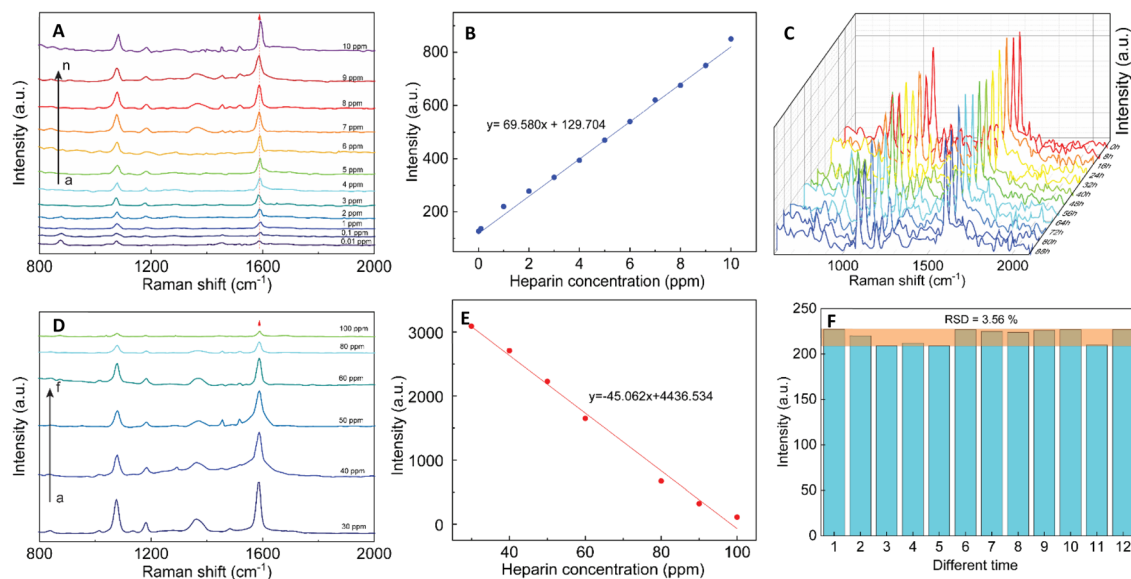 A
10 ppm
9 ppm
8 ppm
7 ppm
6 ppm
5 ppm
4 ppm
3 ppm
2 ppm
1 ppm
0.1 ppm
0.01 ppm
n
a
Intensity (a.u.)
800 1200 1600 2000
Raman shift (cm⁻¹)
B
y= 69.580x + 129.704
800
600
400
200
Intensity (a.u.)
0 2 4 6 8 10
Heparin concentration (ppm)
C
Intensity (a.u.)
0h
8h
16h
24h
32h
40h
48h
56h
64h
72h
80h
88h
1000 1500 2000
Raman shift (cm⁻¹)
D
100 ppm
80 ppm
60 ppm
50 ppm
40 ppm
30 ppm
f
a
Intensity (a.u.)
800 1200 1600 2000
Raman shift (cm⁻¹)
E
y=-45.062x+4436.534
3000
2000
1000
0
Intensity (a.u.)
40 60 80 100
Heparin concentration (ppm)
F
RSD = 3.56 %
250
200
150
100
50
0
Intensity (a.u.)
1 2 3 4 5 6 7 8 9 10 11 12
Different time